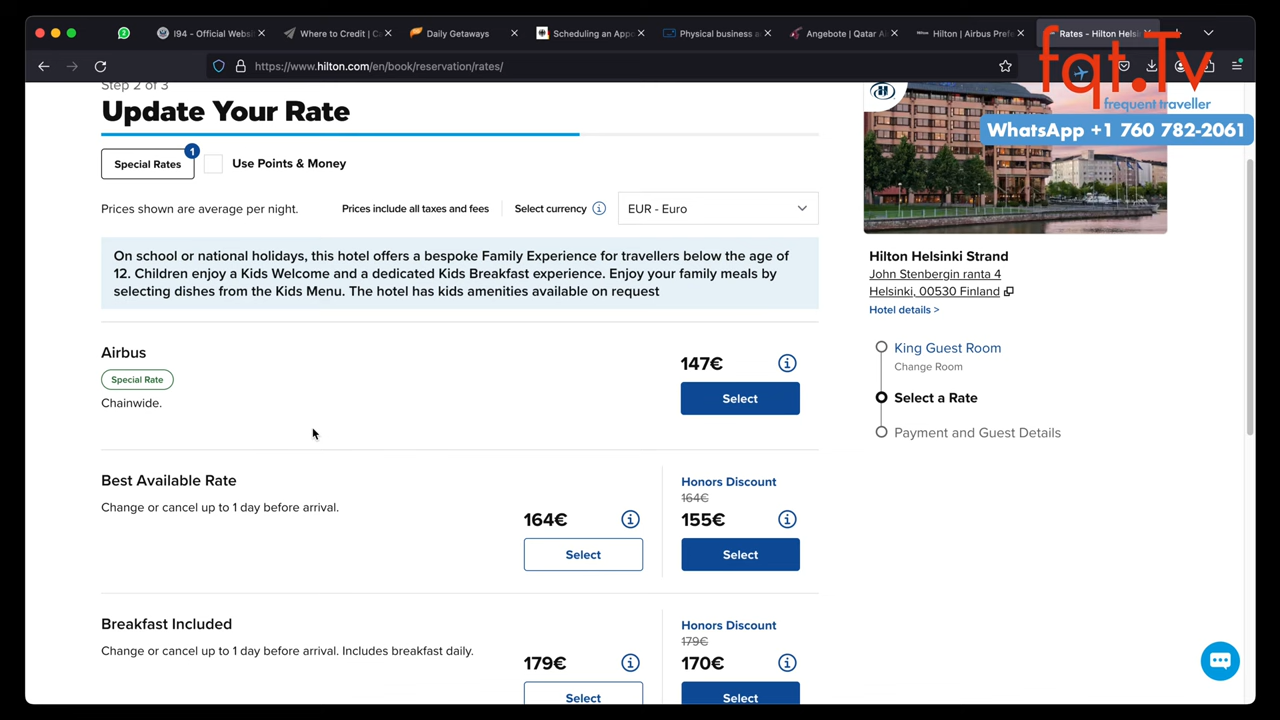 2
I94 - Official Websi
Where to Credit | C
Daily Getaways
Scheduling an Appo
Physical business a
Angebote | Qatar Ai
Hilton | Airbus Pref
Rates - Hilton Helsi
https://www.hilton.com/en/book/reservation/rates/
fqt.Tv
frequent traveller
WhatsApp +1 760 782-2061
Step 2 of 3
Update Your Rate
Special Rates
1
Use Points & Money
Prices shown are average per night.
Prices include all taxes and fees
Select currency
EUR - Euro
On school or national holidays, this hotel offers a bespoke Family Experience for travellers below the age of
12. Children enjoy a Kids Welcome and a dedicated Kids Breakfast experience. Enjoy your family meals by
selecting dishes from the Kids Menu. The hotel has kids amenities available on request
Airbus
Special Rate
Chainwide.
147€
Select
Best Available Rate
Change or cancel up to 1 day before arrival.
164€
Select
Honors Discount
164€
155€
Select
Breakfast Included
Change or cancel up to 1 day before arrival. Includes breakfast daily.
179€
Select
Honors Discount
179€
170€
Select
H
Hilton Helsinki Strand
John Stenbergin ranta 4
Helsinki, 00530 Finland
Hotel details >
King Guest Room
Change Room
Select a Rate
Payment and Guest Details